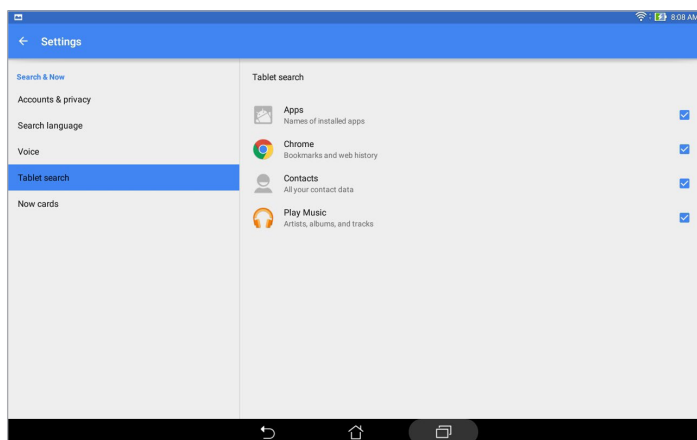 8:08 AM
Settings
Search & Now
Accounts & privacy
Search language
Voice
Tablet search
Now cards
Tablet search
Apps
Names of installed apps
Chrome
Bookmarks and web history
Contacts
All your contact data
Play Music
Artists, albums, and tracks